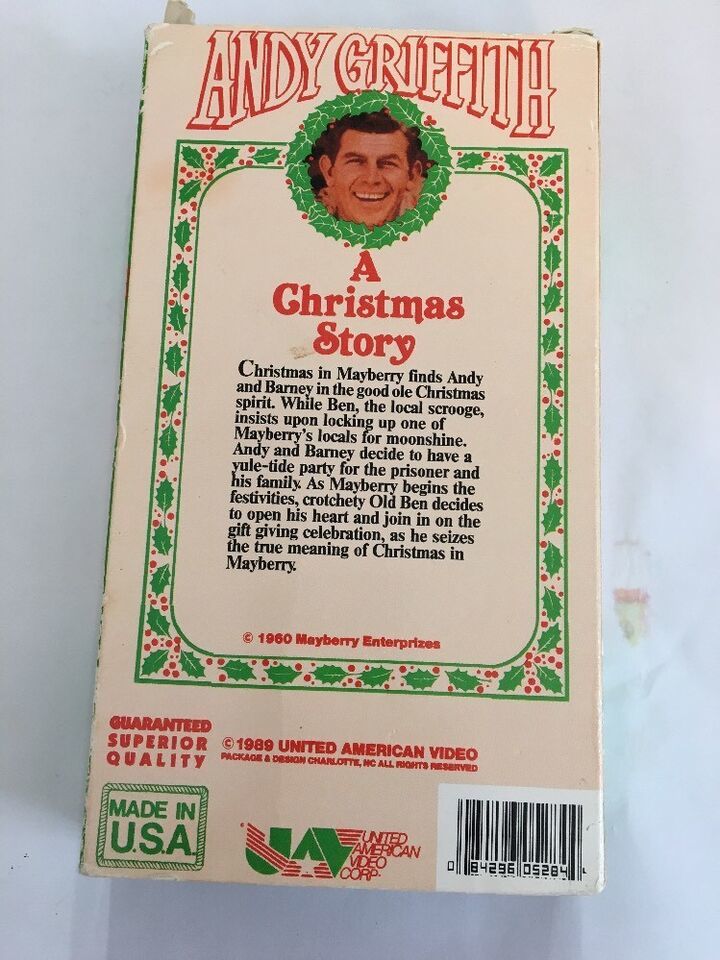 ANDY GRIFFITH
A
Christmas
Story
Christmas in Mayberry finds Andy
and Barney in the good ole Christmas
spirit. While Ben, the local scrooge,
insists upon locking up one of
Mayberry's locals for moonshine.
Andy and Barney decide to have a
yule-tide party for the prisoner and
his family. As Mayberry begins the
festivities, crotchety Old Ben decides
to open his heart and join in on the
gift giving celebration, as he seizes
the true meaning of Christmas in
Mayberry.
© 1960 Mayberry Enterprizes
GUARANTEED
SUPERIOR
QUALITY
© 1989 UNITED AMERICAN VIDEO
PACKAGE & DESIGN CHARLOTTE, NC ALL RIGHTS RESERVED
MADE IN
U.S.A.
UAV
UNITED
AMERICAN
VIDEO
CORP.
0 84296 05284